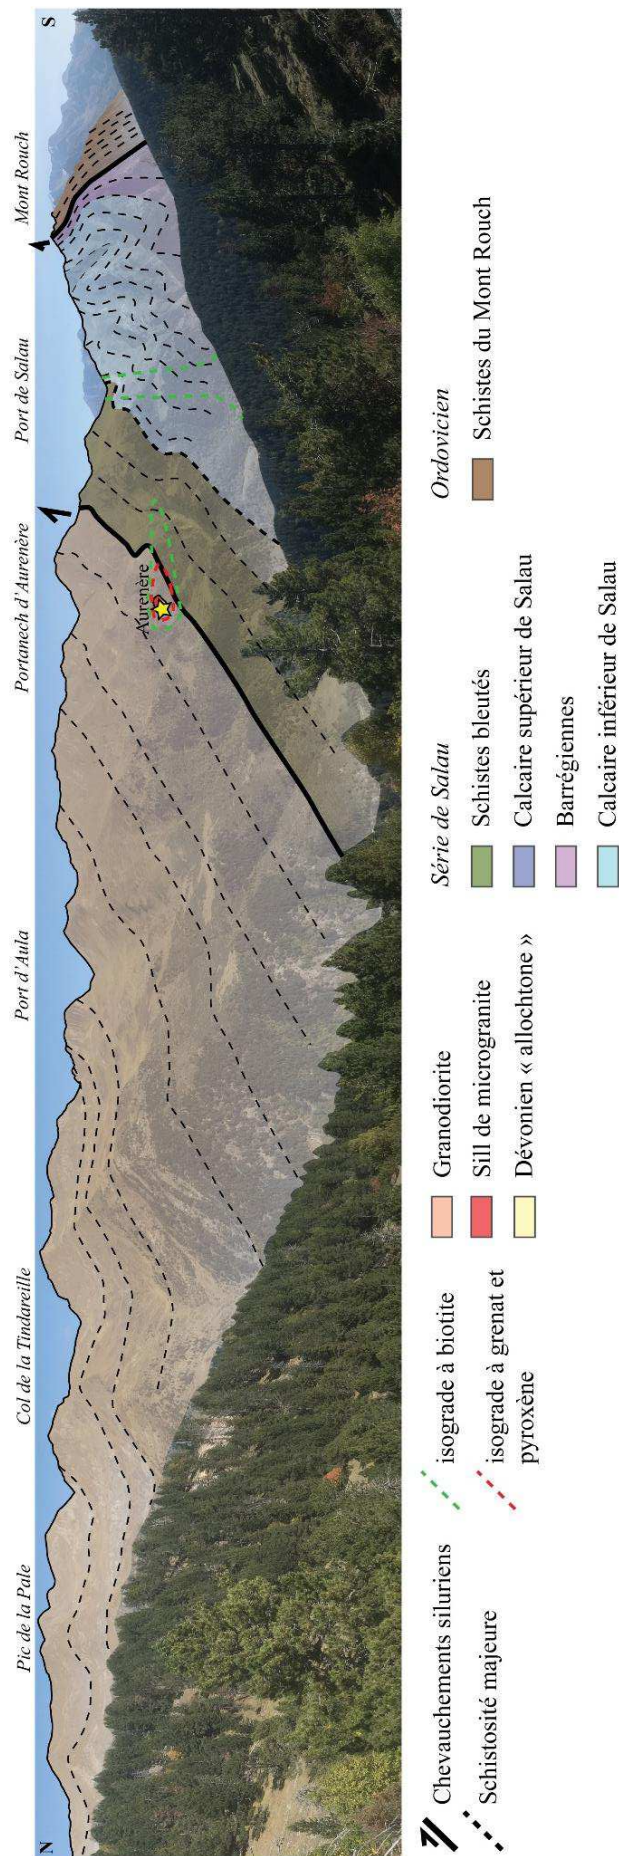 N
Pic de la Pale
Col de la Tindareille
Port d'Aula
Portanech d'Aurenère
Port de Salau
Mont Rouch
S
Aurenère
Chevauchements siluriens
Schistosité majeure
isograde à biotite
isograde à grenat et
pyroxène
Granodiorite
Sill de microgranite
Dévonien « allochtone »
Série de Salau
Schistes bleutés
Calcaire supérieur de Salau
Barrégiennes
Calcaire inférieur de Salau
Ordovicien
Schistes du Mont Rouch